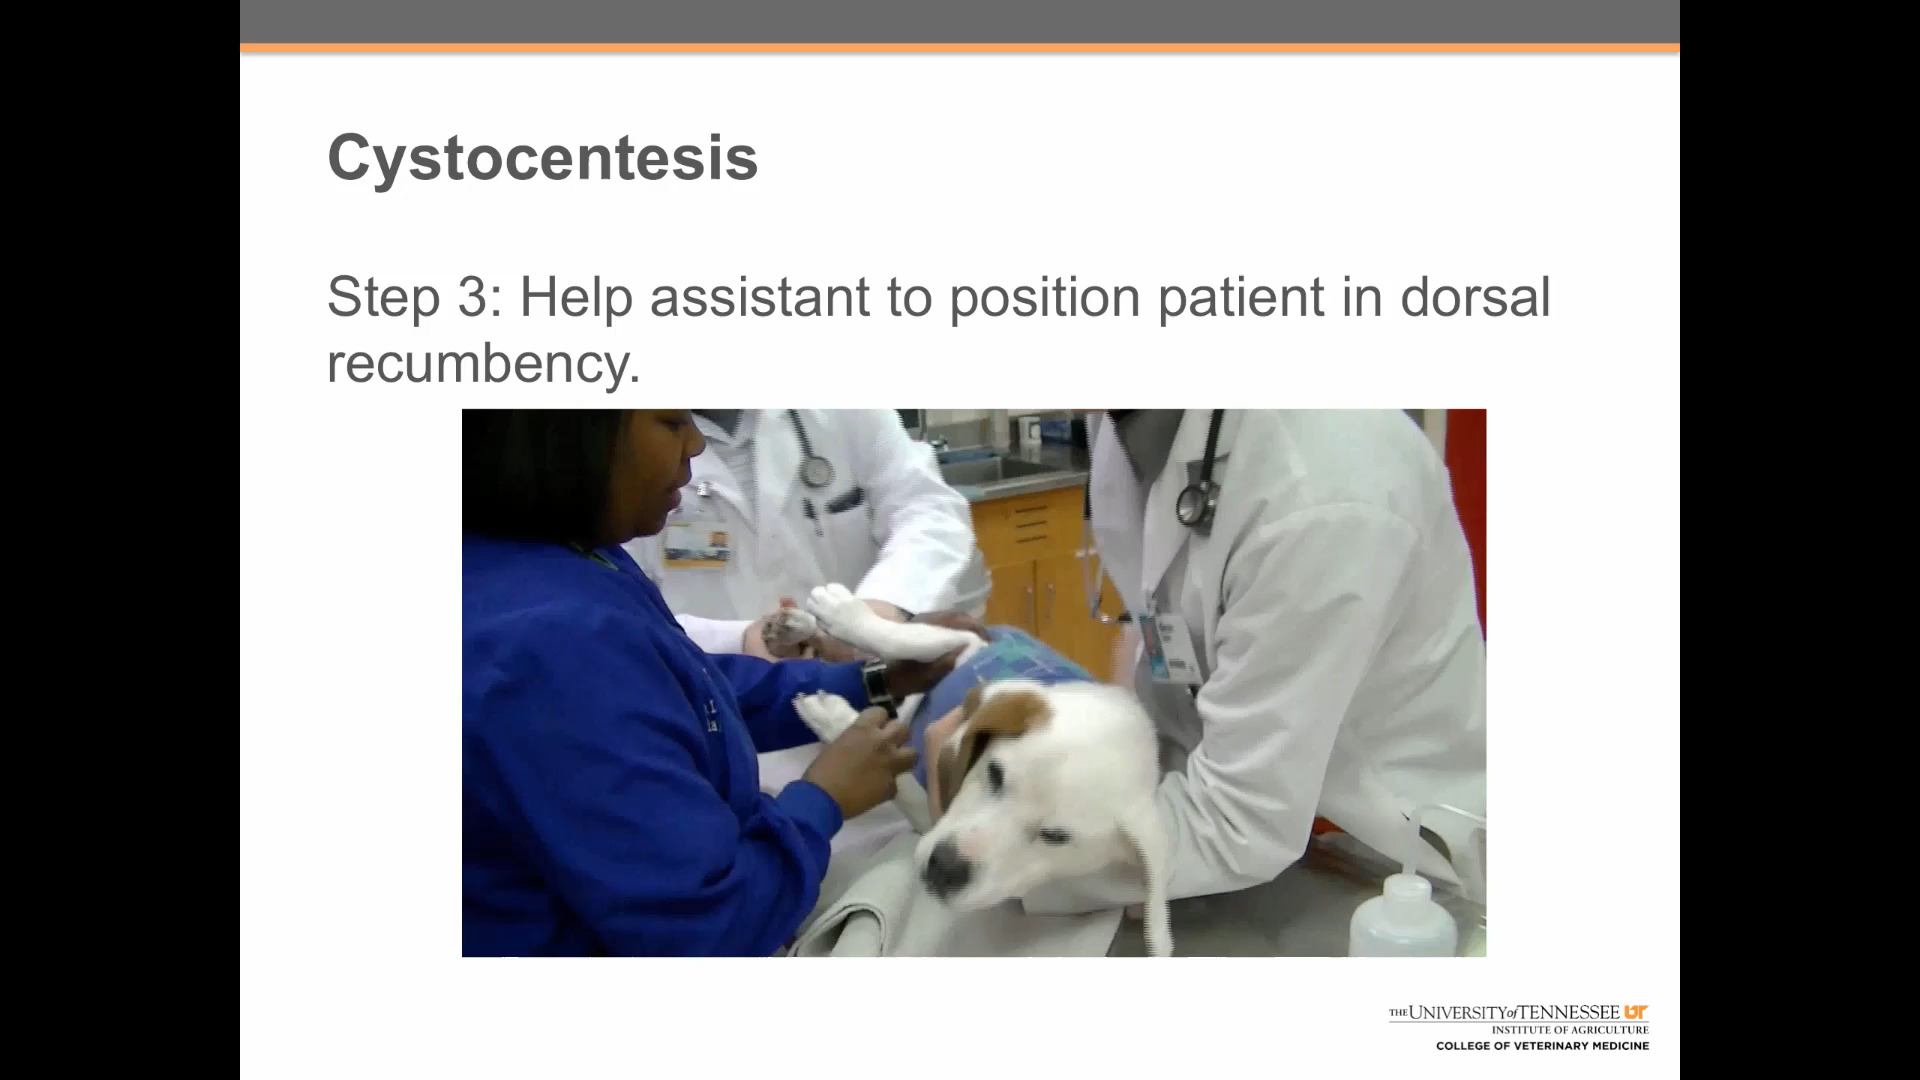 Cystocentesis
Step 3: Help assistant to position patient in dorsal
recumbency.
THE UNIVERSITY of TENNESSEE UT
INSTITUTE OF AGRICULTURE
COLLEGE OF VETERINARY MEDICINE